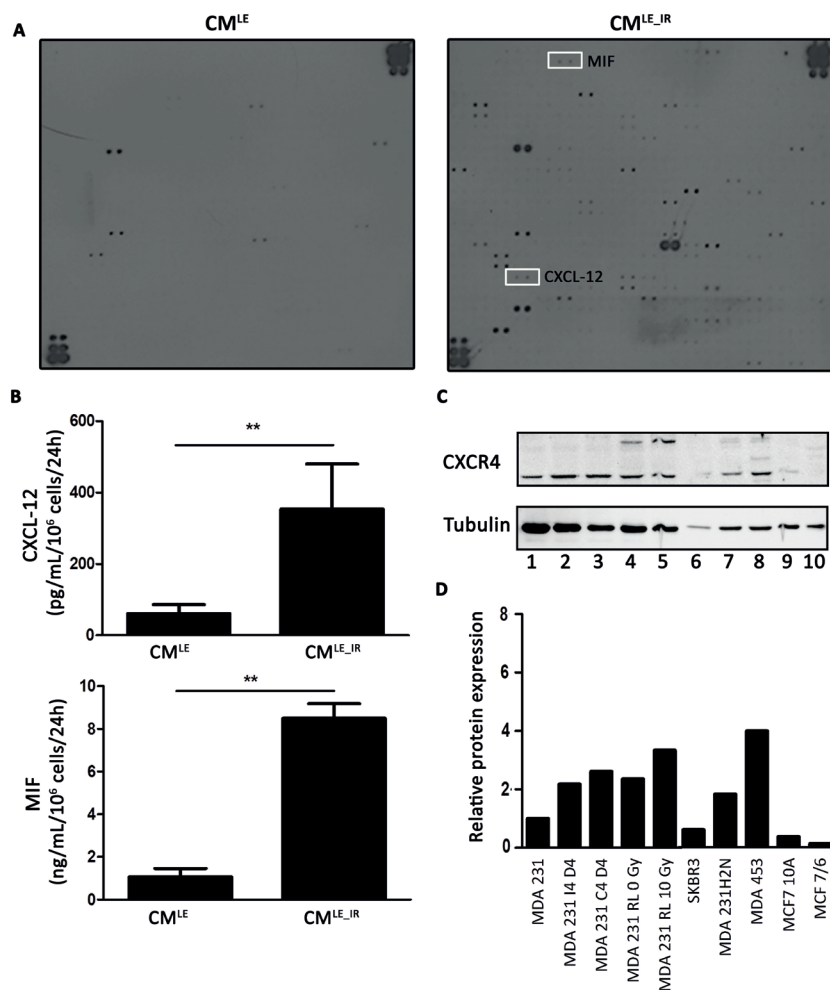 A
CM^LE
CM^LE_IR
MIF
CXCL-12
B
CXCL-12
(pg/mL/10⁶ cells/24h)
600
400
200
0
**
CM^LE
CM^LE_IR
MIF
(ng/mL/10⁶ cells/24h)
10
8
6
4
2
0
**
CM^LE
CM^LE_IR
C
CXCR4
Tubulin
1 2 3 4 5 6 7 8 9 10
D
Relative protein expression
8
6
4
2
0
MDA 231
MDA 231 I4 D4
MDA 231 C4 D4
MDA 231 RL 0 Gy
MDA 231 RL 10 Gy
SKBR3
MDA 231H2N
MDA 453
MCF7 10A
MCF 7/6